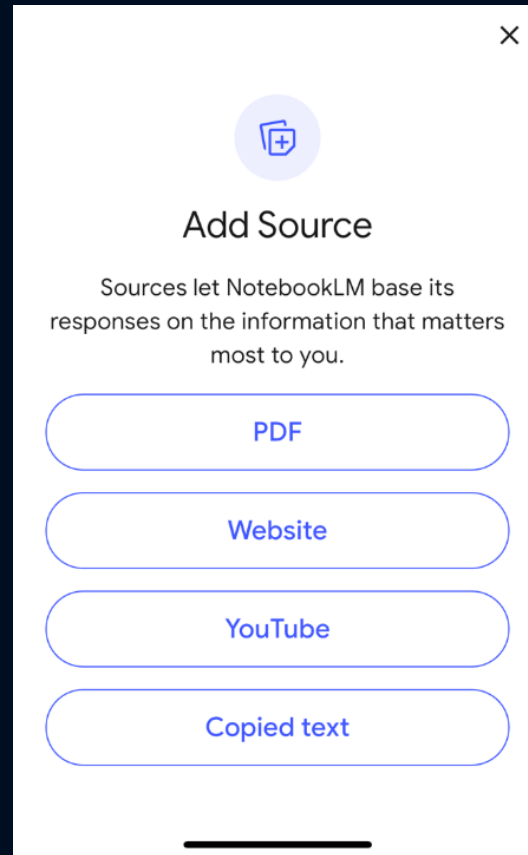 Add Source
Sources let NotebookLM base its
responses on the information that matters
most to you.
PDF
Website
YouTube
Copied text